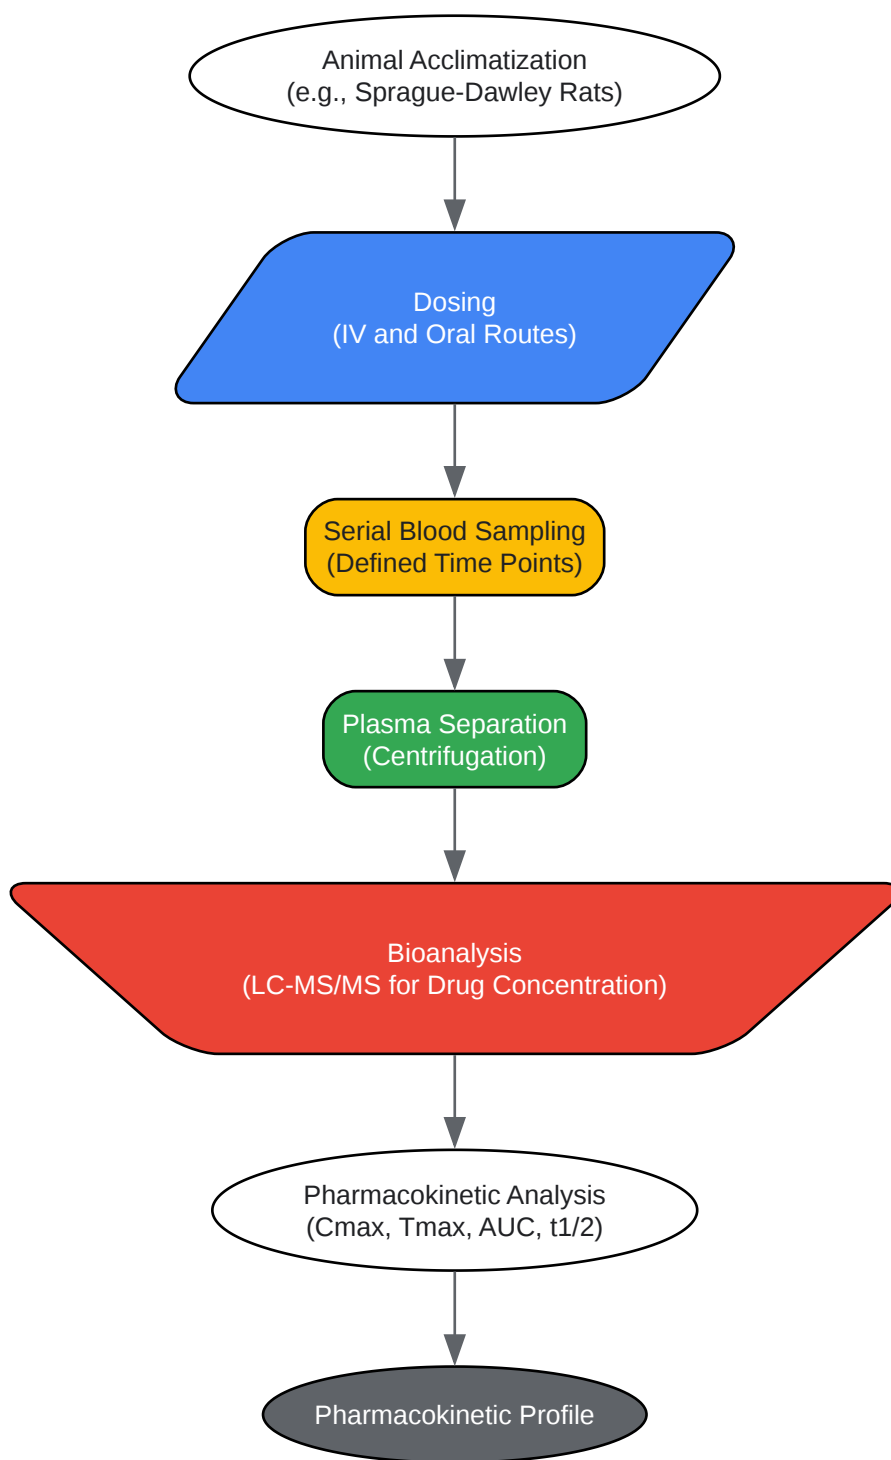 Animal Acclimatization
(e.g., Sprague-Dawley Rats)
Dosing
(IV and Oral Routes)
Serial Blood Sampling
(Defined Time Points)
Plasma Separation
(Centrifugation)
Bioanalysis
(LC-MS/MS for Drug Concentration)
Pharmacokinetic Analysis
(Cmax, Tmax, AUC, t1/2)
Pharmacokinetic Profile